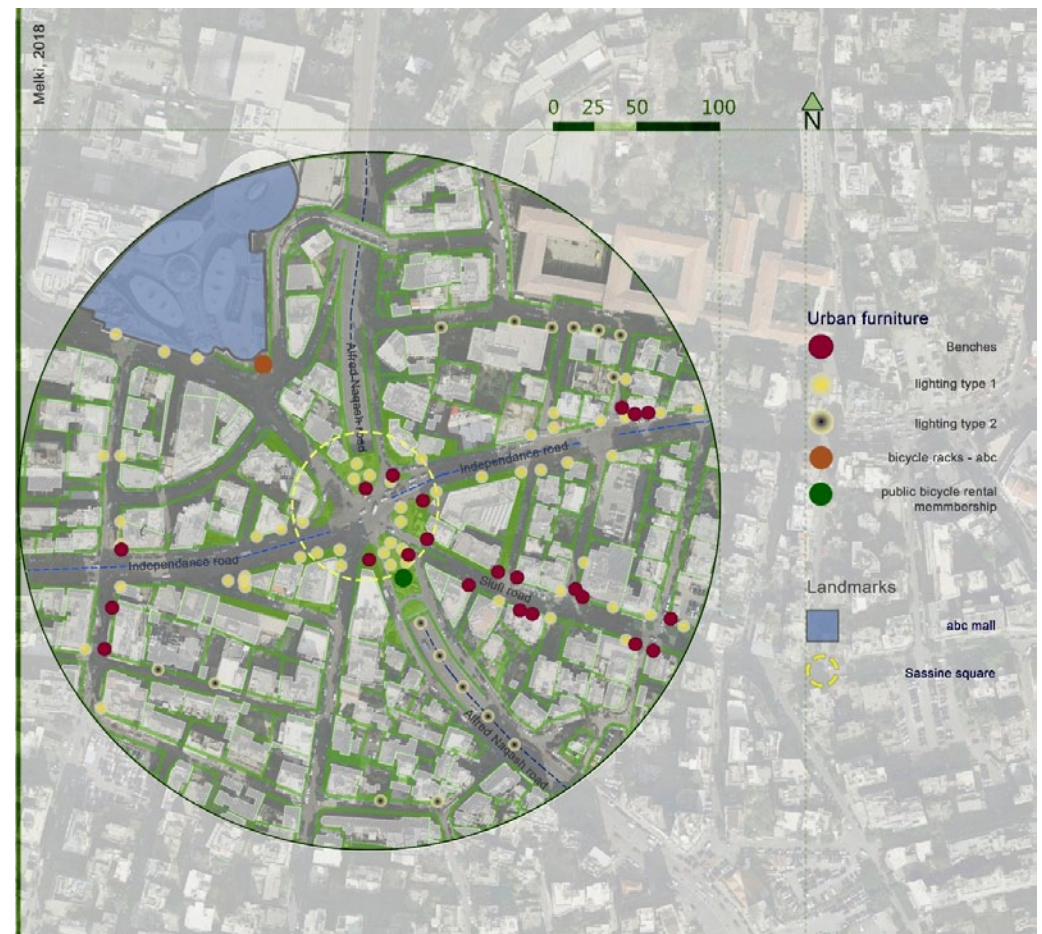 Melki, 2018
0 25 50 100
N
Alfred Naqash road
Independance road
Independance road
Siufi road
Alfred Naqash road
Urban furniture
Benches
lighting type 1
lighting type 2
bicycle racks - abc
public bicycle rental
memmbership
Landmarks
abc mall
Sassine square